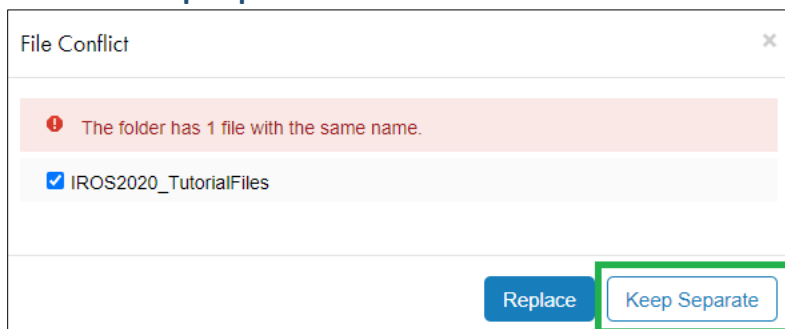 File Conflict
×
The folder has 1 file with the same name.
IROS2020_TutorialFiles
Replace
Keep Separate